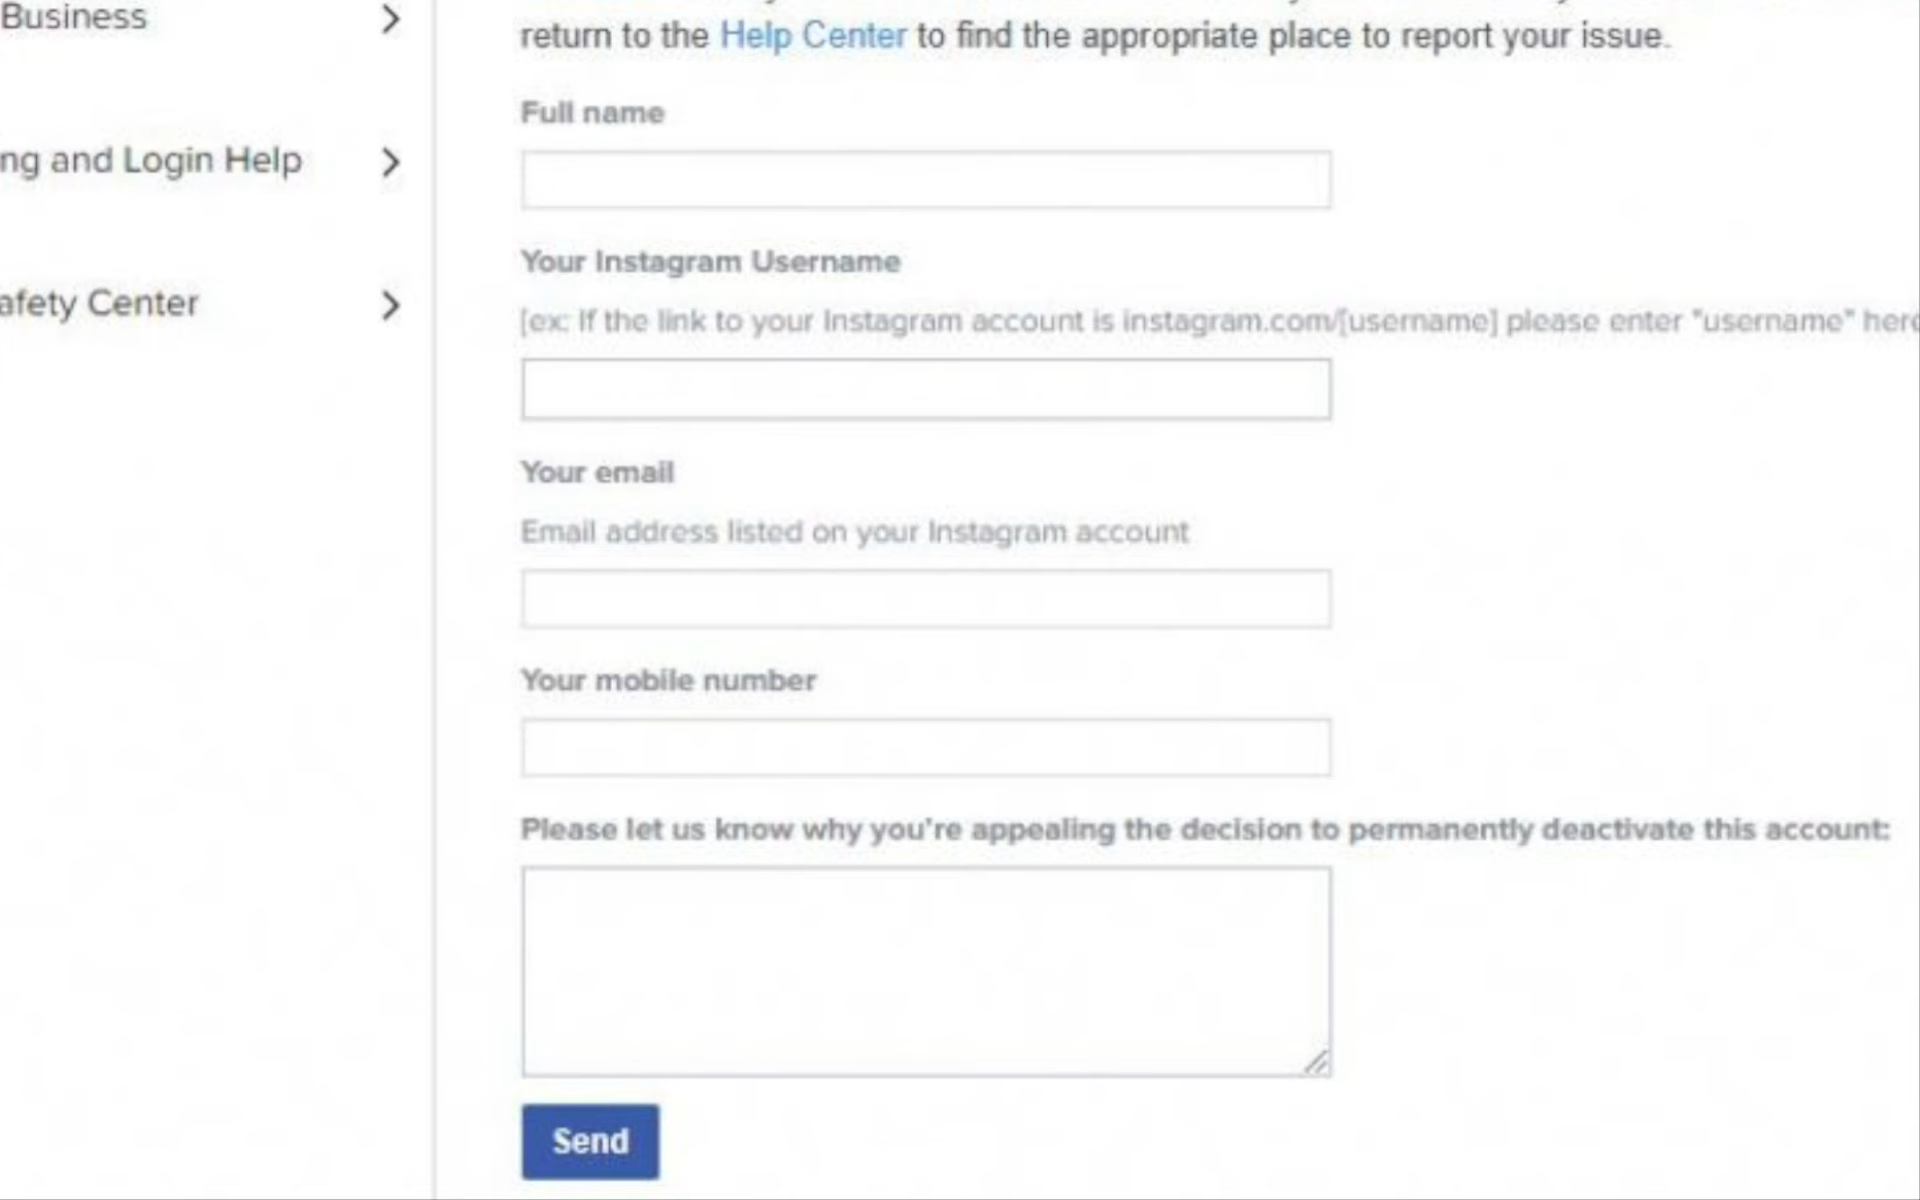 Business
ng and Login Help
afety Center
return to the Help Center to find the appropriate place to report your issue.
Full name
Your Instagram Username
[ex: If the link to your Instagram account is instagram.com/[username] please enter "username" here
Your email
Email address listed on your Instagram account
Your mobile number
Please let us know why you're appealing the decision to permanently deactivate this account:
Send